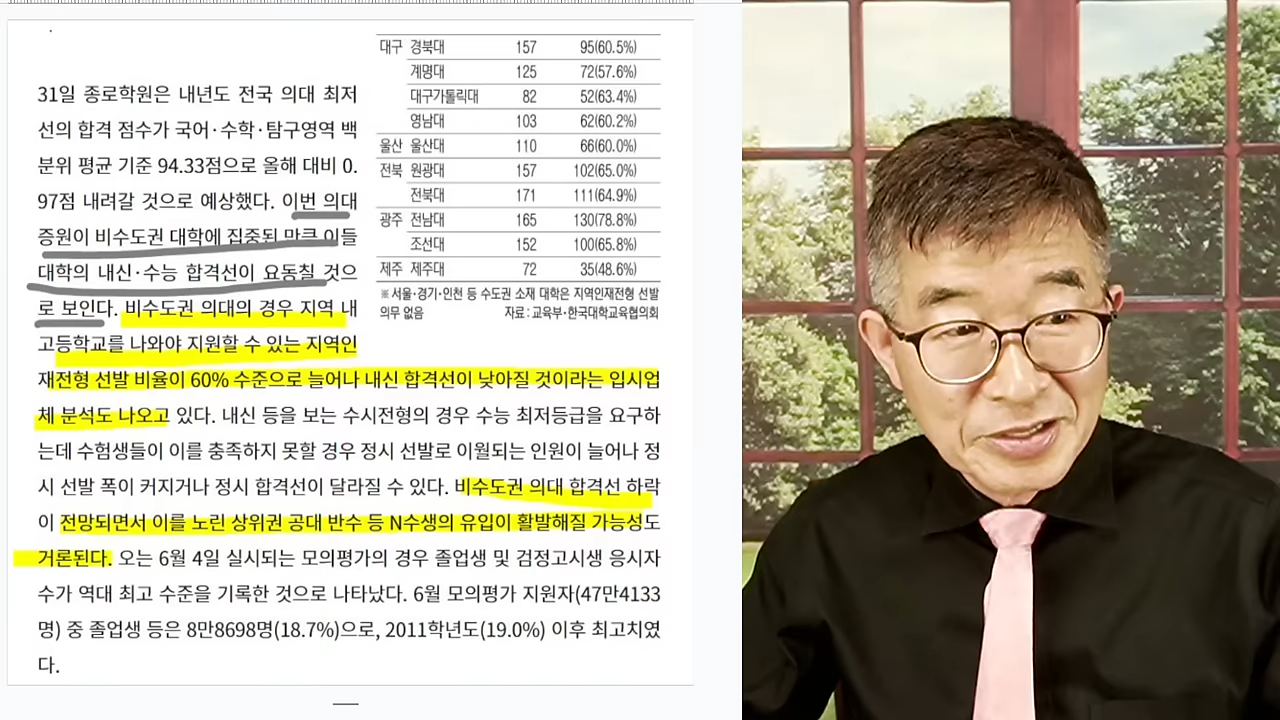 31일 종로학원은 내년도 전국 의대 최저
선의 합격 점수가 국어·수학·탐구영역 백
분위 평균 기준 94.33점으로 올해 대비 0.
97점 내려갈 것으로 예상했다. 이번 의대
증원이 비수도권 대학에 집중된 만큼 이들
대학의 내신·수능 합격선이 요동칠 것으
로 보인다. 비수도권 의대의 경우 지역 내
고등학교를 나와야 지원할 수 있는 지역인
재전형 선발 비율이 60% 수준으로 늘어나 내신 합격선이 낮아질 것이라는 입시업
체 분석도 나오고 있다. 내신 등을 보는 수시전형의 경우 수능 최저등급을 요구하
는데 수험생들이 이를 충족하지 못할 경우 정시 선발로 이월되는 인원이 늘어나 정
시 선발 폭이 커지거나 정시 합격선이 달라질 수 있다. 비수도권 의대 합격선 하락
이 전망되면서 이를 노린 상위권 공대 반수 등 N수생의 유입이 활발해질 가능성도
거론된다. 오는 6월 4일 실시되는 모의평가의 경우 졸업생 및 검정고시생 응시자
수가 역대 최고 수준을 기록한 것으로 나타났다. 6월 모의평가 지원자(47만4133
명) 중 졸업생 등은 8만8698명(18.7%)으로, 2011학년도(19.0%) 이후 최고치였
다.
대구 경북대 157 95(60.5%)
계명대 125 72(57.6%)
대구가톨릭대 82 52(63.4%)
영남대 103 62(60.2%)
울산 울산대 110 66(60.0%)
전북 원광대 157 102(65.0%)
전북대 171 111(64.9%)
광주 전남대 165 130(78.8%)
조선대 152 100(65.8%)
제주 제주대 72 35(48.6%)
※ 서울·경기·인천 등 수도권 소재 대학은 지역인재전형 선발
의무 없음 자료 : 교육부·한국대학교육협의회